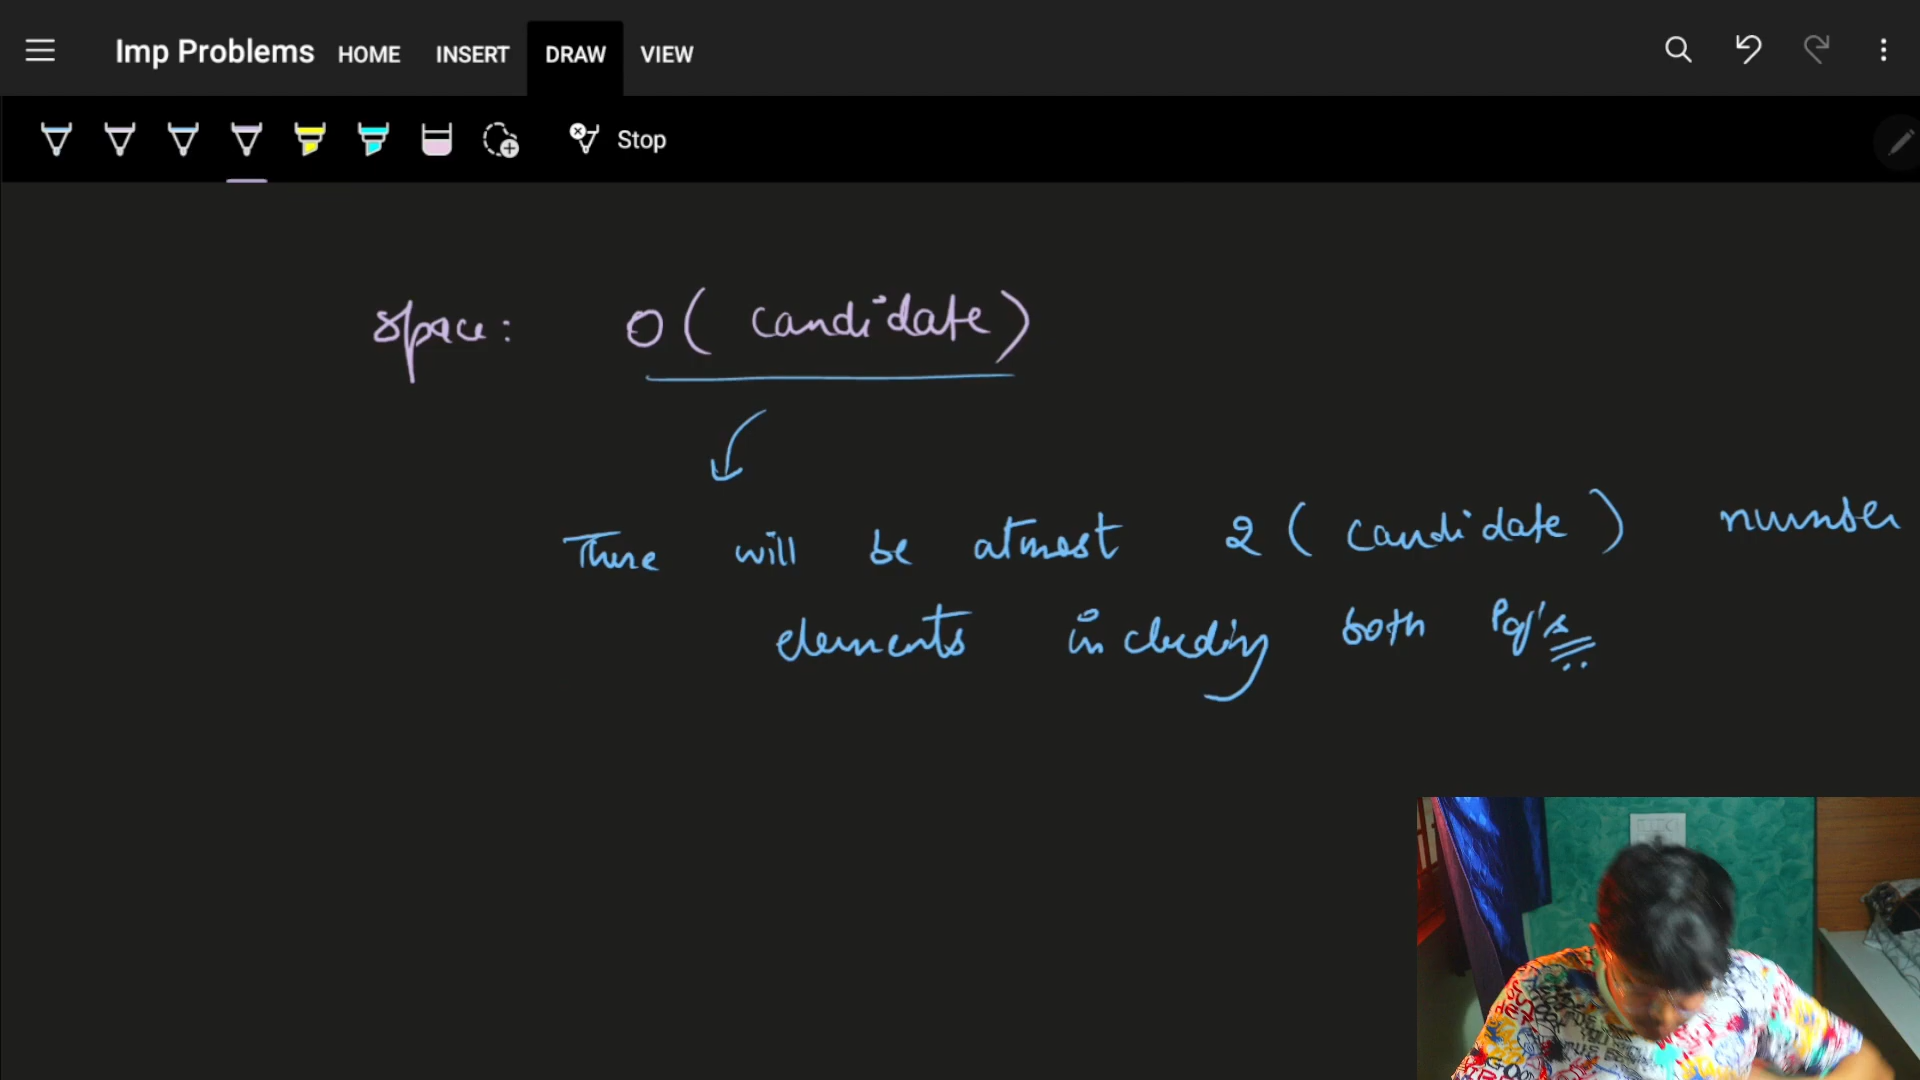 Imp Problems HOME INSERT DRAW VIEW
Stop
space: O( candidate)
There will be atmost 2 ( candidate ) number
elements including both Pq's